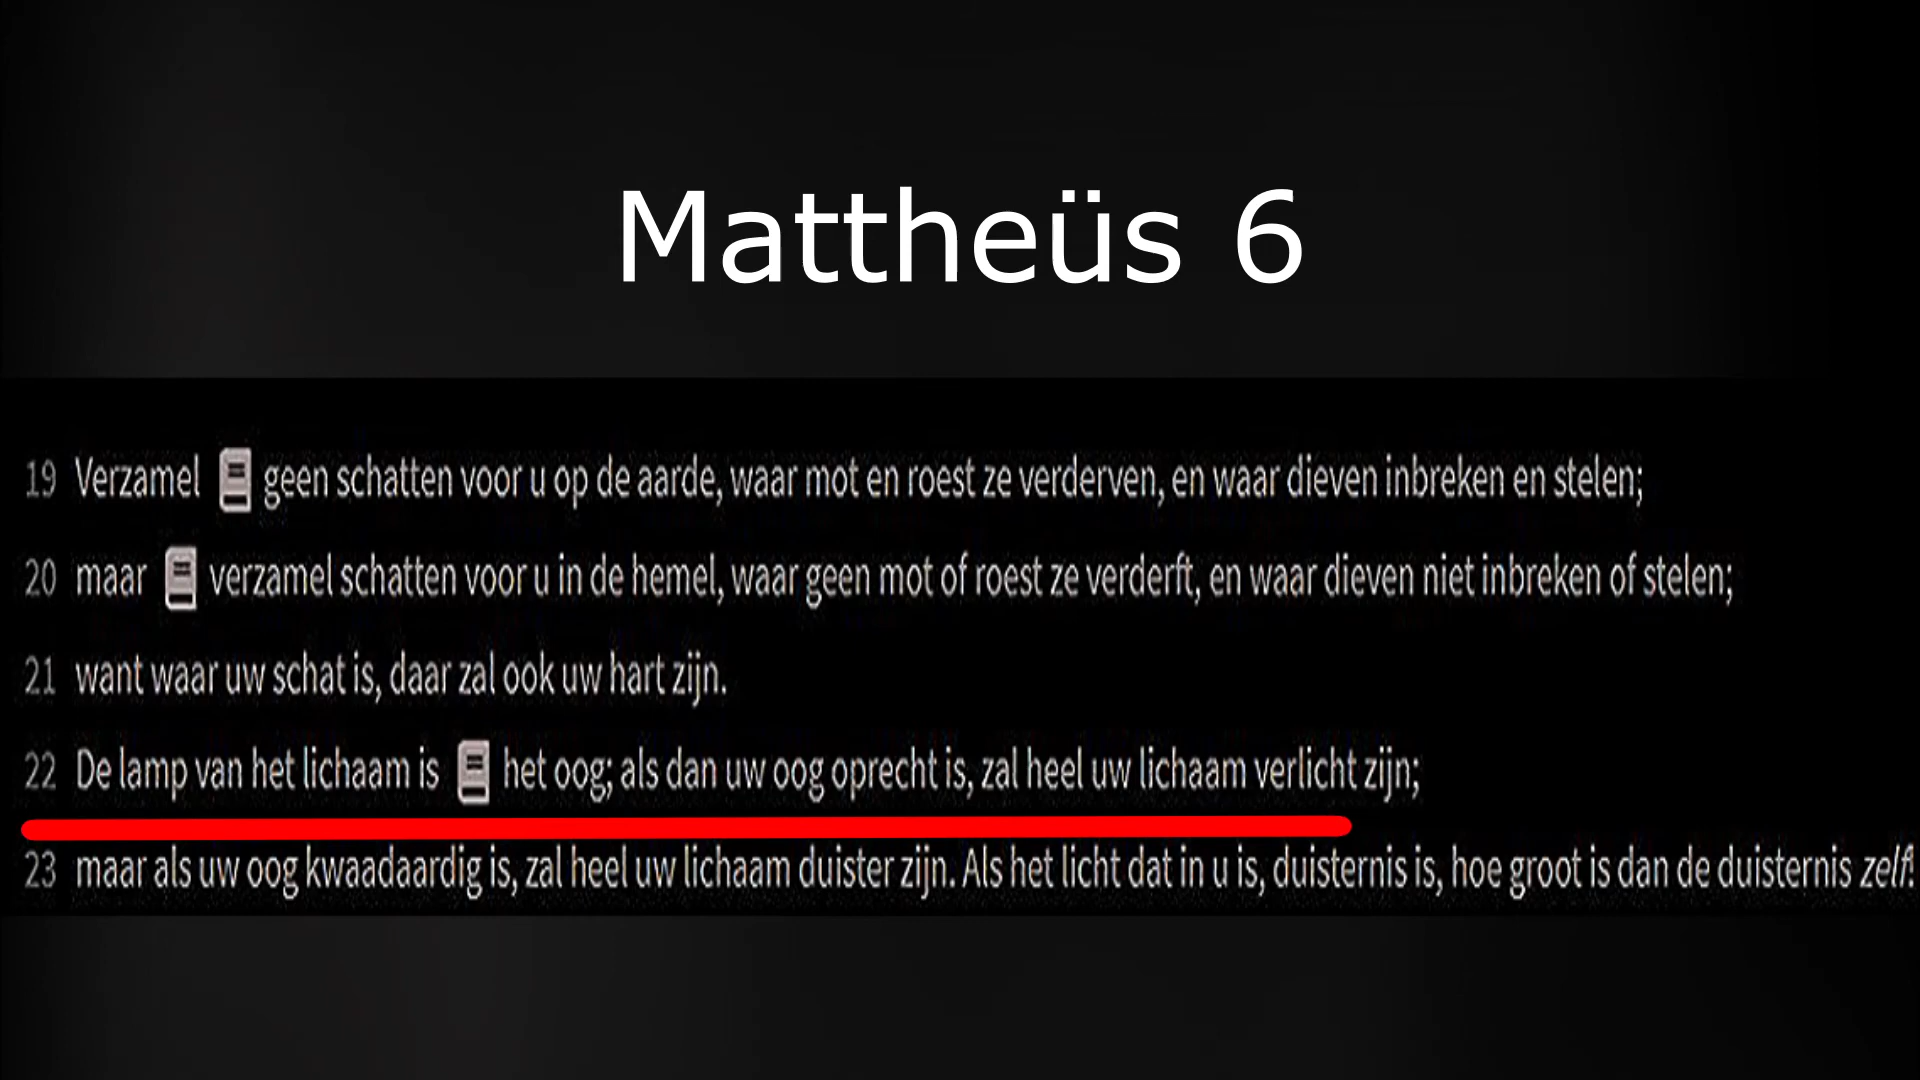 Mattheüs 6
19 Verzamel geen schatten voor u op de aarde, waar mot en roest ze verderven, en waar dieven inbreken en stelen;
20 maar verzamel schatten voor u in de hemel, waar geen mot of roest ze verderft, en waar dieven niet inbreken of stelen;
21 want waar uw schat is, daar zal ook uw hart zijn.
22 De lamp van het lichaam is het oog; als dan uw oog oprecht is, zal heel uw lichaam verlicht zijn;
23 maar als uw oog kwaadaardig is, zal heel uw lichaam duister zijn. Als het licht dat in u is, duisternis is, hoe groot is dan de duisternis zelf!